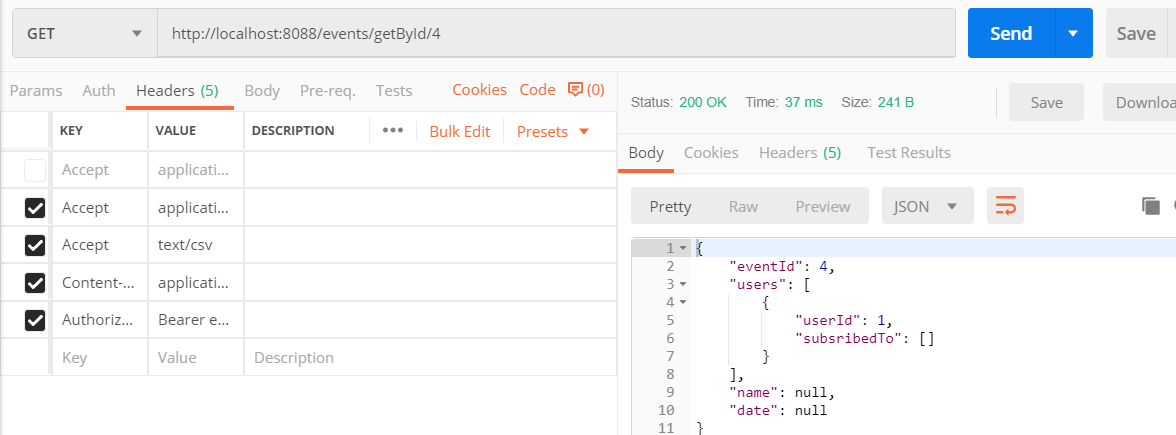 GET http://localhost:8088/events/getById/4 Send Save
Params Auth Headers (5) Body Pre-req. Tests Cookies Code (0)
KEY VALUE DESCRIPTION ••• Bulk Edit Presets
Accept applicati...
Accept applicati...
Accept text/csv
Content-... applicati...
Authoriz... Bearer e...
Key Value Description
Status: 200 OK Time: 37 ms Size: 241 B Save Downloa
Body Cookies Headers (5) Test Results
Pretty Raw Preview JSON
1 {
2 "eventId": 4,
3 "users": [
4 {
5 "userId": 1,
6 "subsribedTo": []
7 }
8 ],
9 "name": null,
10 "date": null
11 }